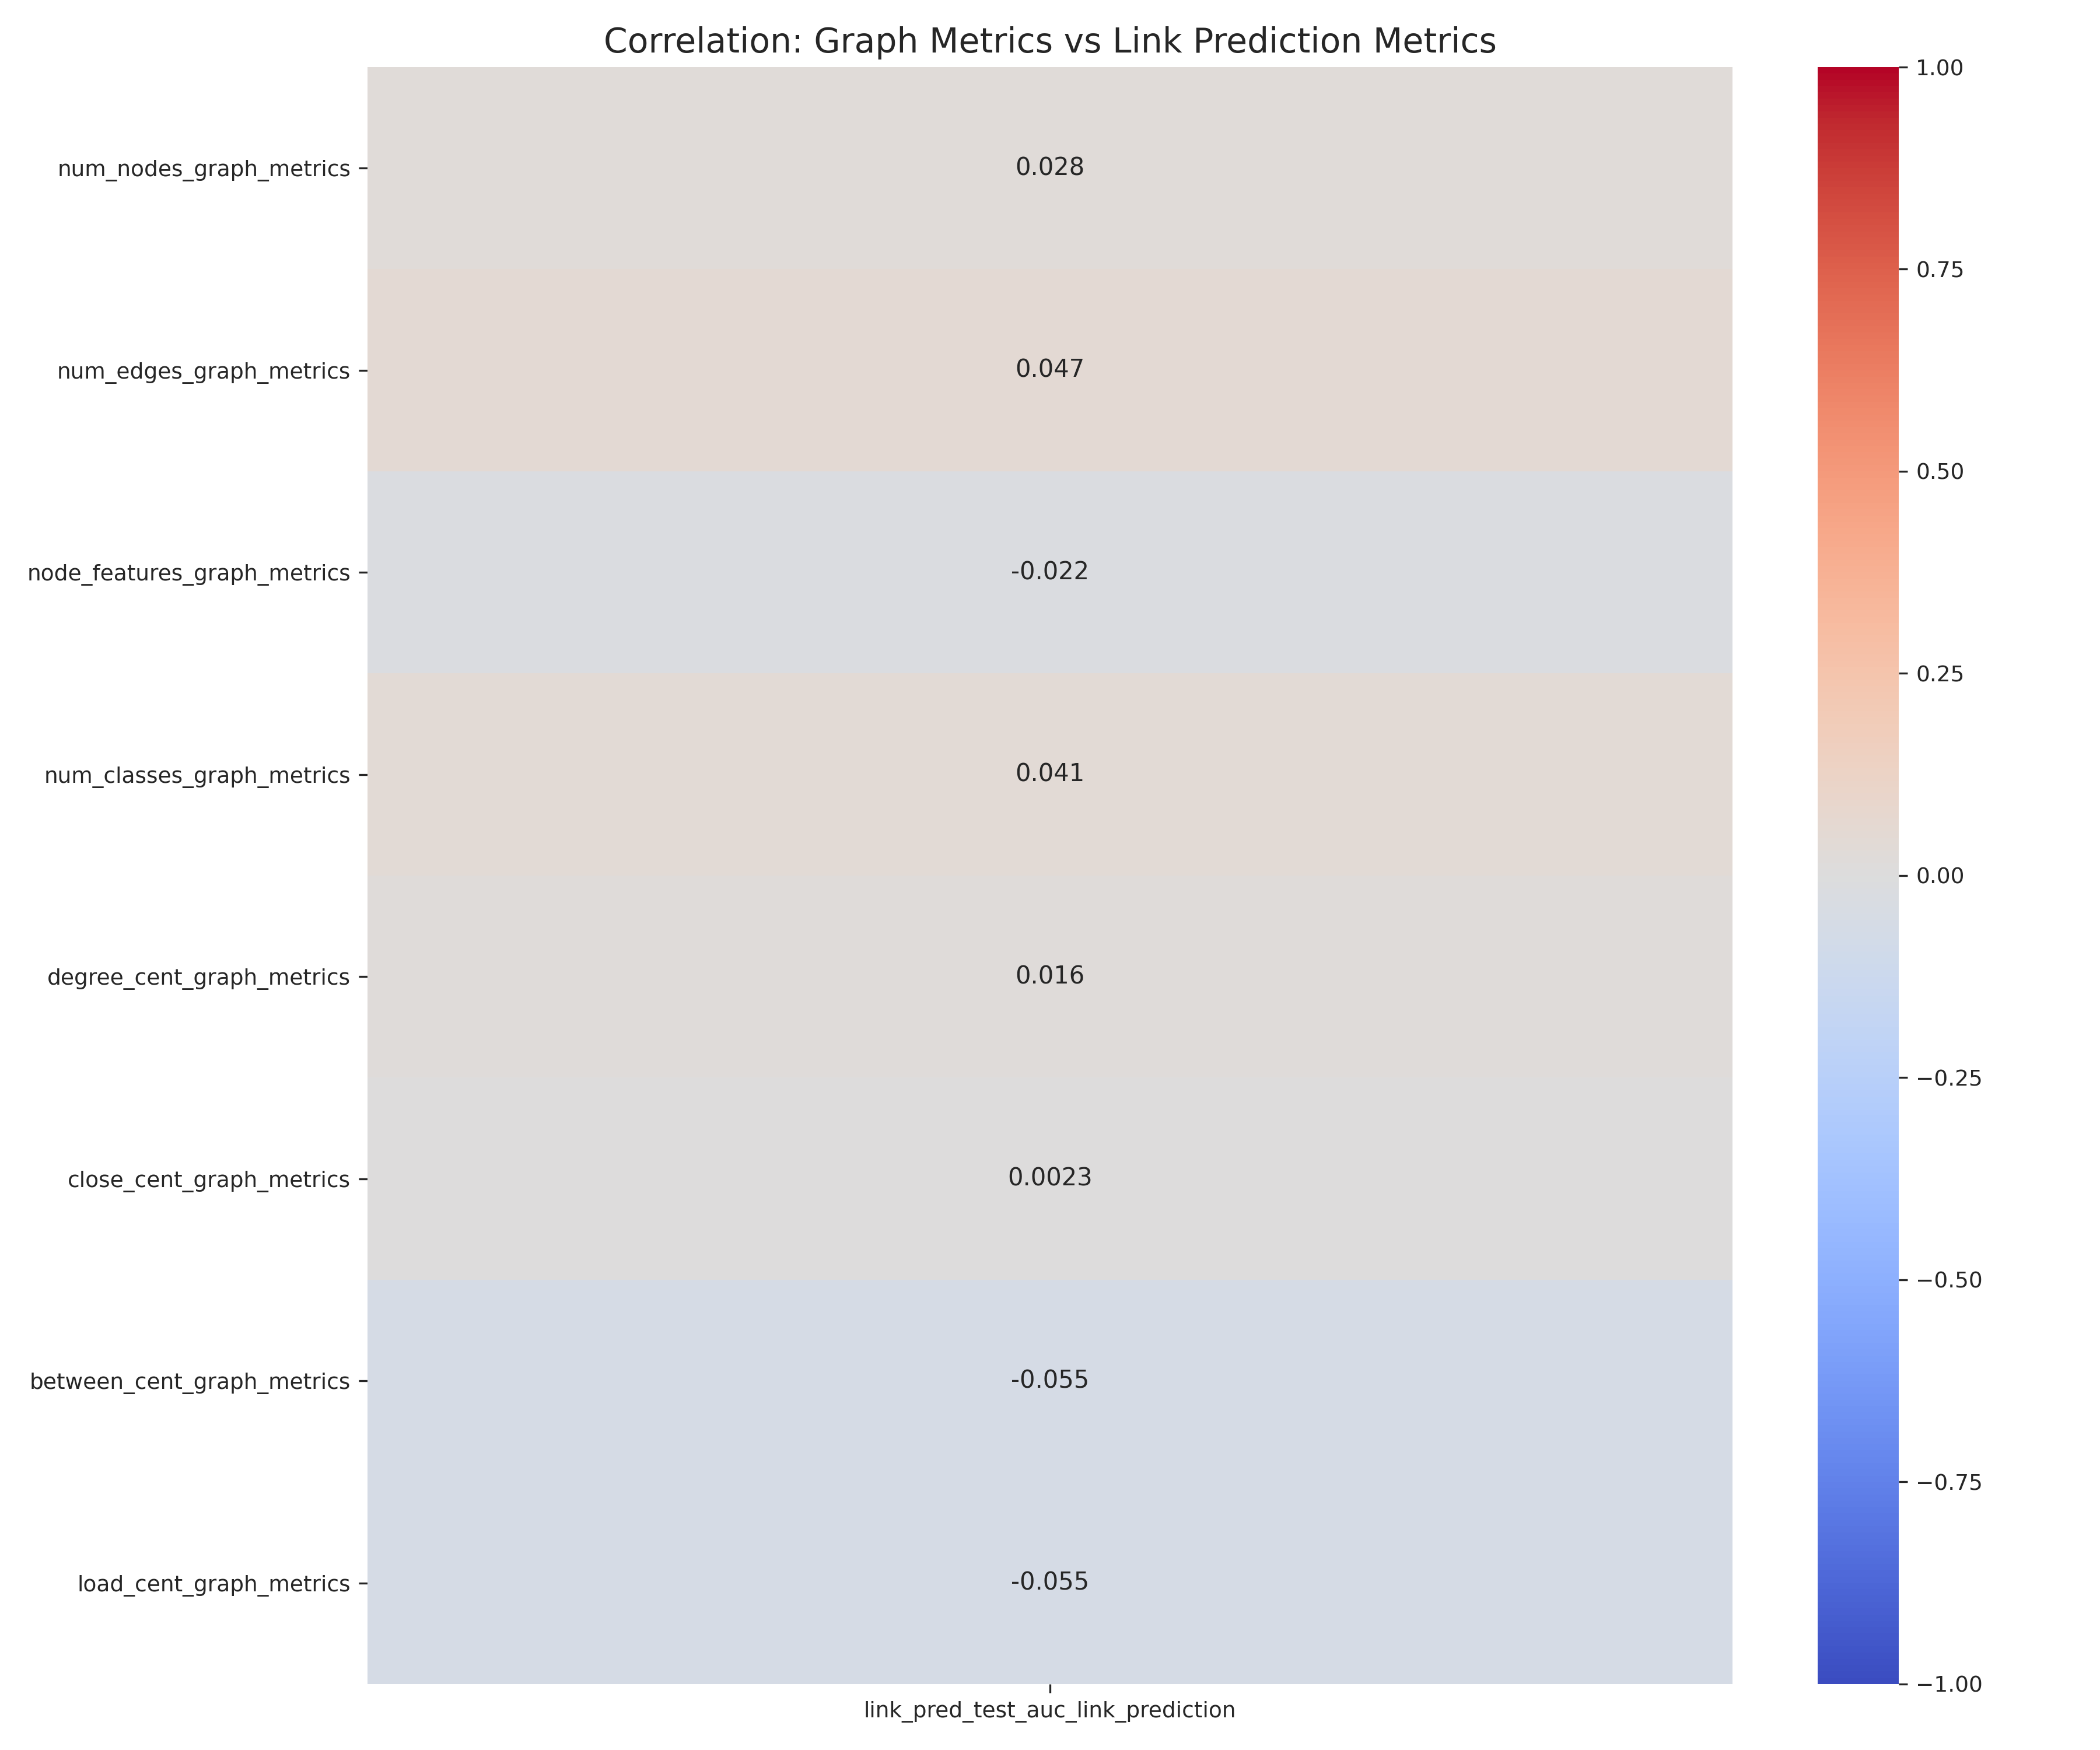 Correlation: Graph Metrics vs Link Prediction Metrics
num_nodes_graph_metrics
0.028
num_edges_graph_metrics
0.047
node_features_graph_metrics
-0.022
num_classes_graph_metrics
0.041
degree_cent_graph_metrics
0.016
close_cent_graph_metrics
0.0023
between_cent_graph_metrics
-0.055
load_cent_graph_metrics
-0.055
link_pred_test_auc_link_prediction
1.00
0.75
0.50
0.25
0.00
−0.25
−0.50
−0.75
−1.00